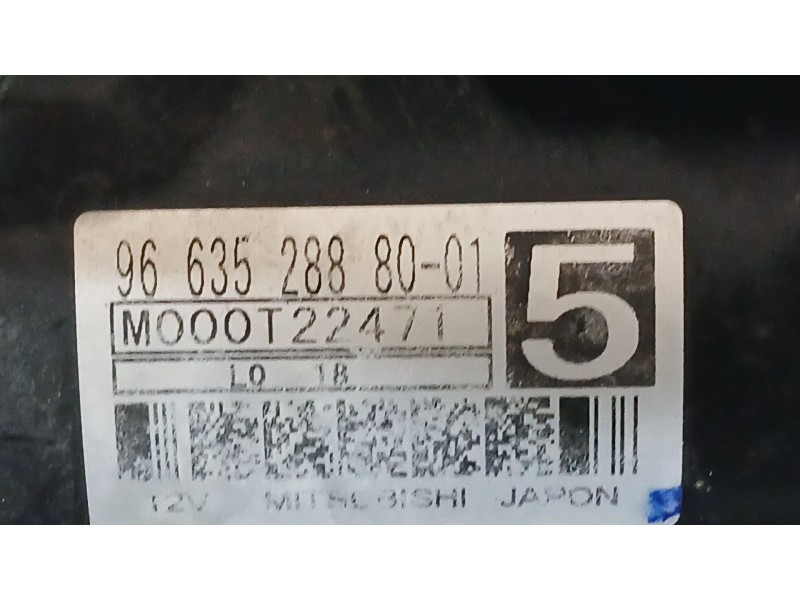 96 635 288 80-01
5
M000T22471
L0 18
12V MITSUBISHI JAPON